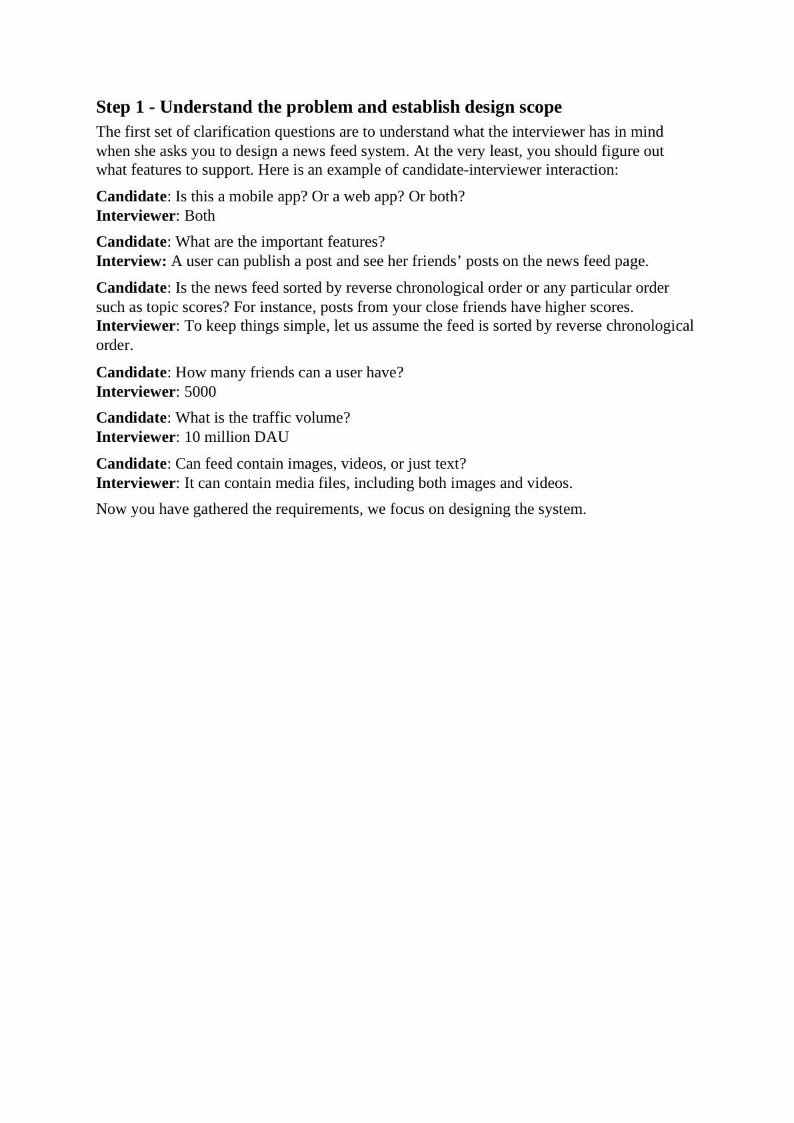 Step 1 - Understand the problem and establish design scope
The first set of clarification questions are to understand what the interviewer has in mind
when she asks you to design a news feed system. At the very least, you should figure out
what features to support. Here is an example of candidate-interviewer interaction:
Candidate: Is this a mobile app? Or a web app? Or both?
Interviewer: Both
Candidate: What are the important features?
Interview: A user can publish a post and see her friends’ posts on the news feed page.
Candidate: Is the news feed sorted by reverse chronological order or any particular order
such as topic scores? For instance, posts from your close friends have higher scores.
Interviewer: To keep things simple, let us assume the feed is sorted by reverse chronological
order.
Candidate: How many friends can a user have?
Interviewer: 5000
Candidate: What is the traffic volume?
Interviewer: 10 million DAU
Candidate: Can feed contain images, videos, or just text?
Interviewer: It can contain media files, including both images and videos.
Now you have gathered the requirements, we focus on designing the system.